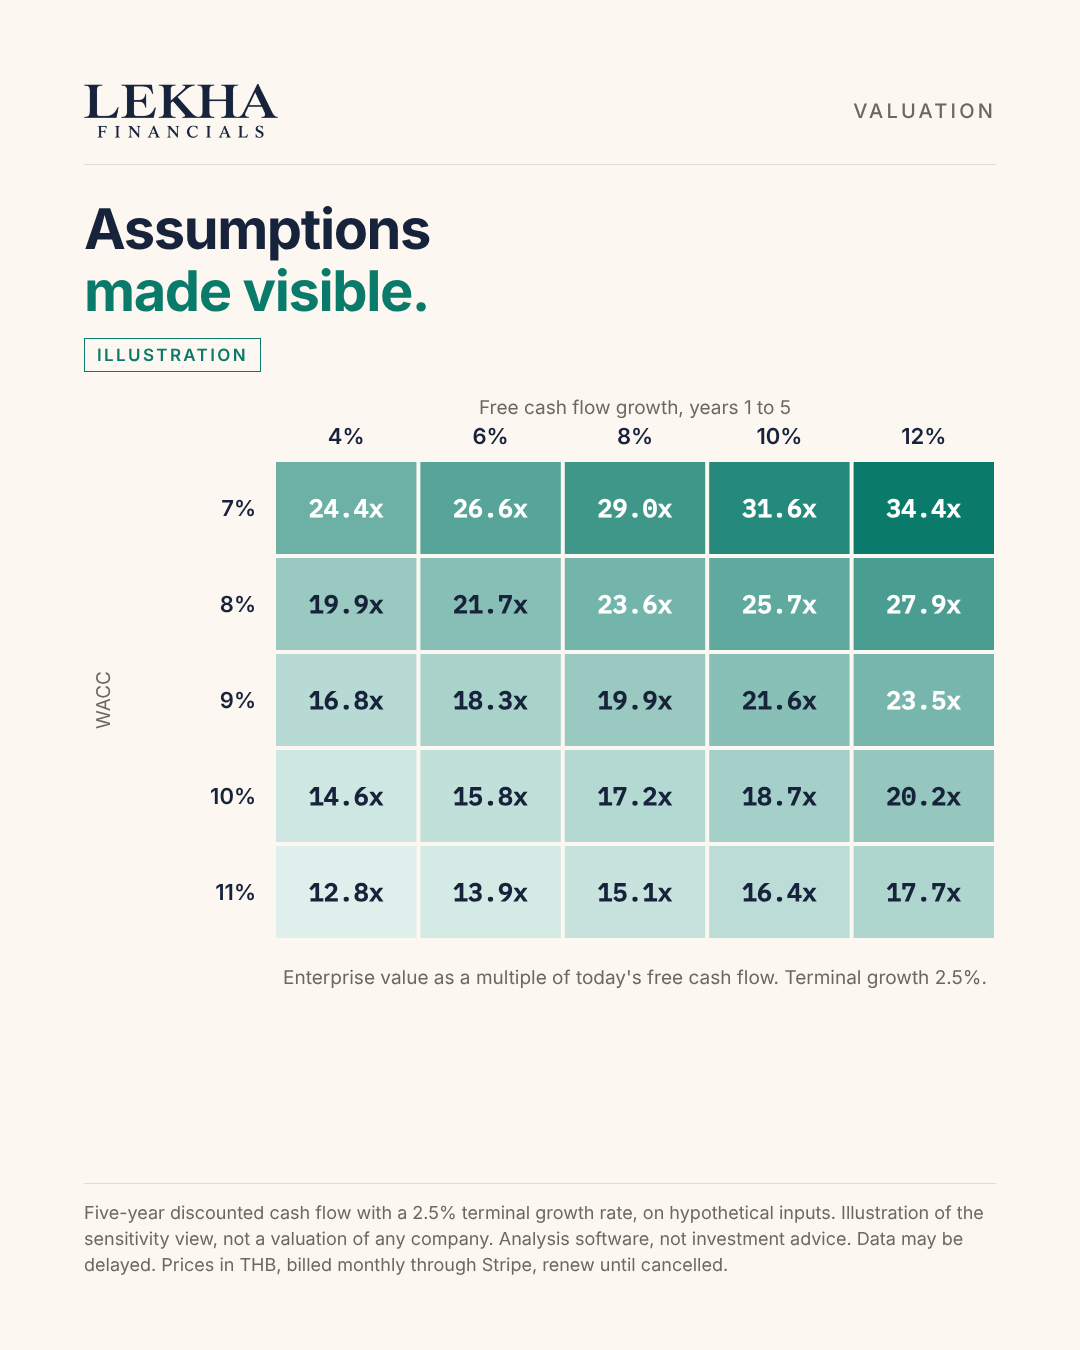 LEKHA
FINANCIALS
VALUATION
Assumptions
made visible.
ILLUSTRATION
Free cash flow growth, years 1 to 5
4% 6% 8% 10% 12%
7% 24.4x 26.6x 29.0x 31.6x 34.4x
8% 19.9x 21.7x 23.6x 25.7x 27.9x
WACC
9% 16.8x 18.3x 19.9x 21.6x 23.5x
10% 14.6x 15.8x 17.2x 18.7x 20.2x
11% 12.8x 13.9x 15.1x 16.4x 17.7x
Enterprise value as a multiple of today's free cash flow. Terminal growth 2.5%.
Five-year discounted cash flow with a 2.5% terminal growth rate, on hypothetical inputs. Illustration of the
sensitivity view, not a valuation of any company. Analysis software, not investment advice. Data may be
delayed. Prices in THB, billed monthly through Stripe, renew until cancelled.